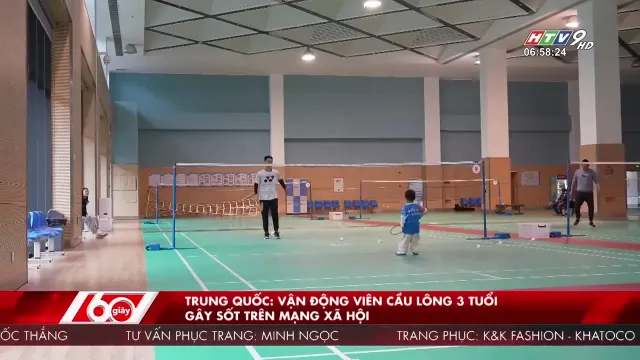 HTV9 HD
06:58:24
YONEX
60 giây
TRUNG QUỐC: VẬN ĐỘNG VIÊN CẦU LÔNG 3 TUỔI
GÂY SỐT TRÊN MẠNG XÃ HỘI
ỐC THẮNG TƯ VẤN PHỤC TRANG: MINH NGỌC TRANG PHỤC: K&K FASHION - KHATOCO